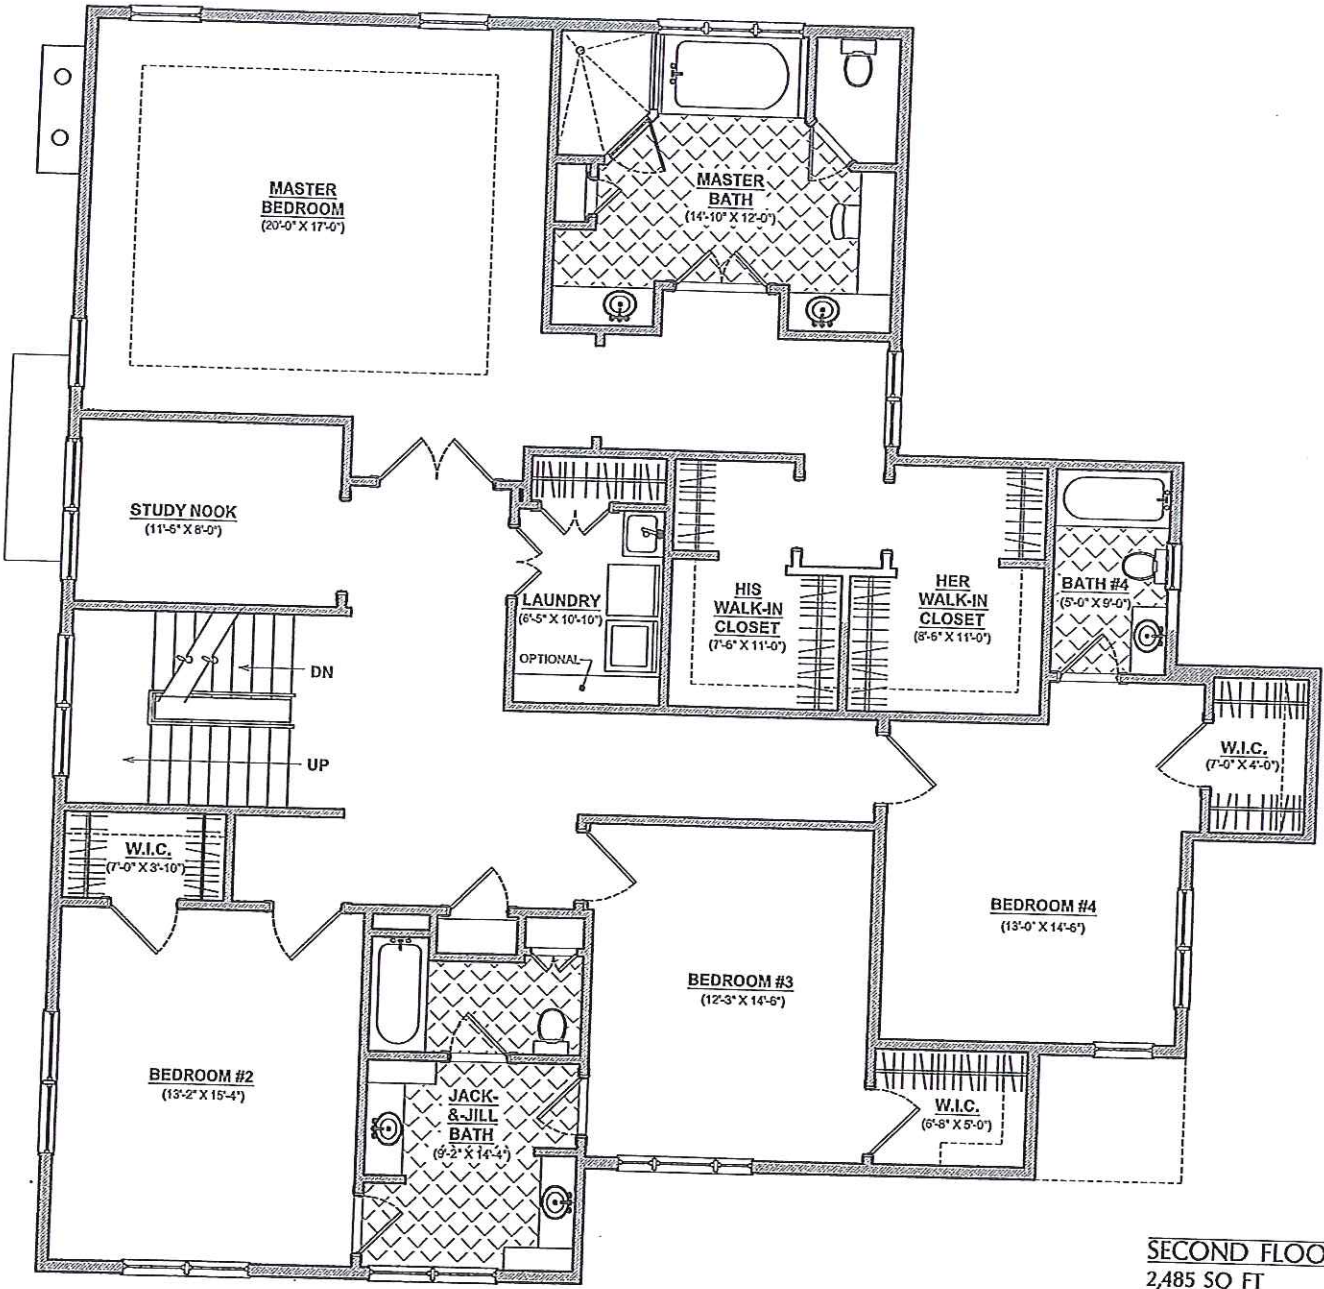 MASTER
BEDROOM
(20'-0" X 17'-0")
MASTER
BATH
(14'-10" X 12'-0")
STUDY NOOK
(11'-6" X 8'-0")
LAUNDRY
(6'-5" X 10'-10")
OPTIONAL
HIS
WALK-IN
CLOSET
(7'-6" X 11'-0")
HER
WALK-IN
CLOSET
(8'-6" X 11'-0")
BATH #4
(5'-0" X 9'-0")
DN
UP
W.I.C.
(7'-0" X 4'-0")
W.I.C.
(7'-0" X 3'-10")
BEDROOM #4
(13'-0" X 14'-6")
BEDROOM #3
(12'-3" X 14'-6")
BEDROOM #2
(13'-2" X 15'-4")
JACK-
&-JILL
BATH
(9'-2" X 14'-4")
W.I.C.
(6'-8" X 5'-0")
SECOND FLOO
2,485 SQ FT